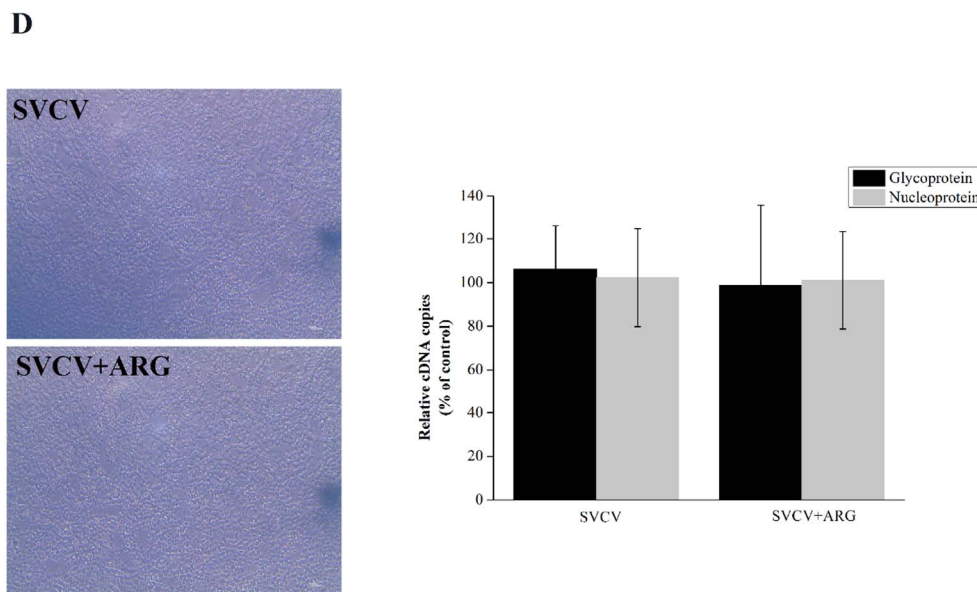 D
SVCV
SVCV+ARG
Glycoprotein
Nucleoprotein
Relative cDNA copies
(% of control)
140
120
100
80
60
40
20
0
SVCV
SVCV+ARG